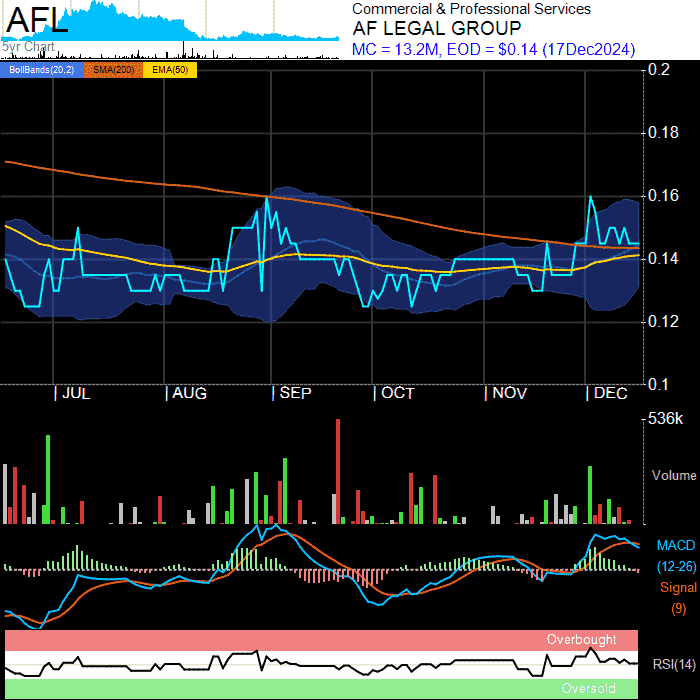 AFL
Commercial & Professional Services
AF LEGAL GROUP
5yr Chart
MC = 13.2M, EOD = $0.14 (17Dec2024)
BollBands(20,2) SMA(200) EMA(50)
0.2
0.18
0.16
0.14
0.12
0.1
| JUL | AUG | SEP | OCT | NOV | DEC
536k
Volume
MACD
(12-26)
Signal
(9)
Overbought
RSI(14)
Oversold